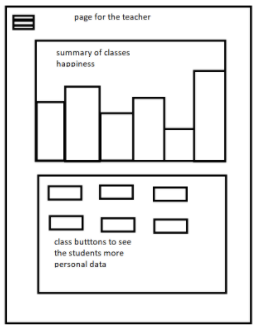 page for the teacher
summary of classes
happiness
class butttons to see
the students more
personal data